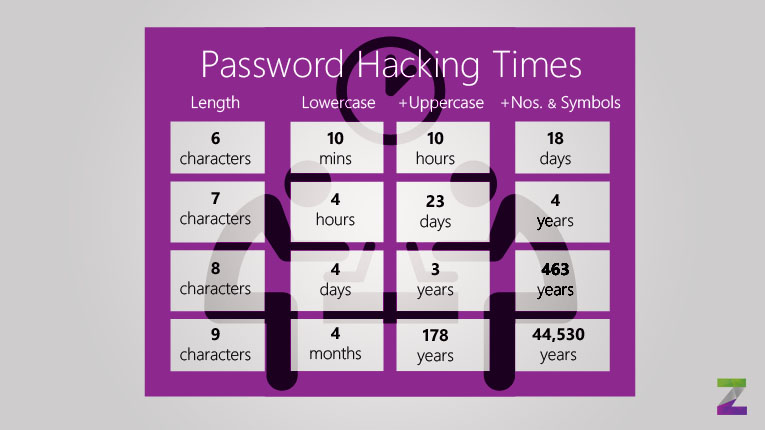 Password Hacking Times
Length Lowercase +Uppercase +Nos. & Symbols
6 10 10 18
characters mins hours days
7 4 23 4
characters hours days years
8 4 3 463
characters days years years
9 4 178 44,530
characters months years years
Z